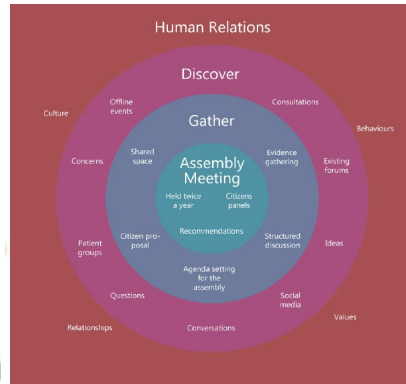 Human Relations
Discover
Culture
Offline
events
Consultations
Behaviours
Gather
Concerns
Shared
space
Evidence
gathering
Existing
forums
Assembly
Meeting
Held twice
a year
Citizens
panels
Recommendations
Patient
groups
Citizen pro-
posal
Structured
discussion
Ideas
Agenda setting
for the
assembly
Questions
Social
media
Relationships
Conversations
Values